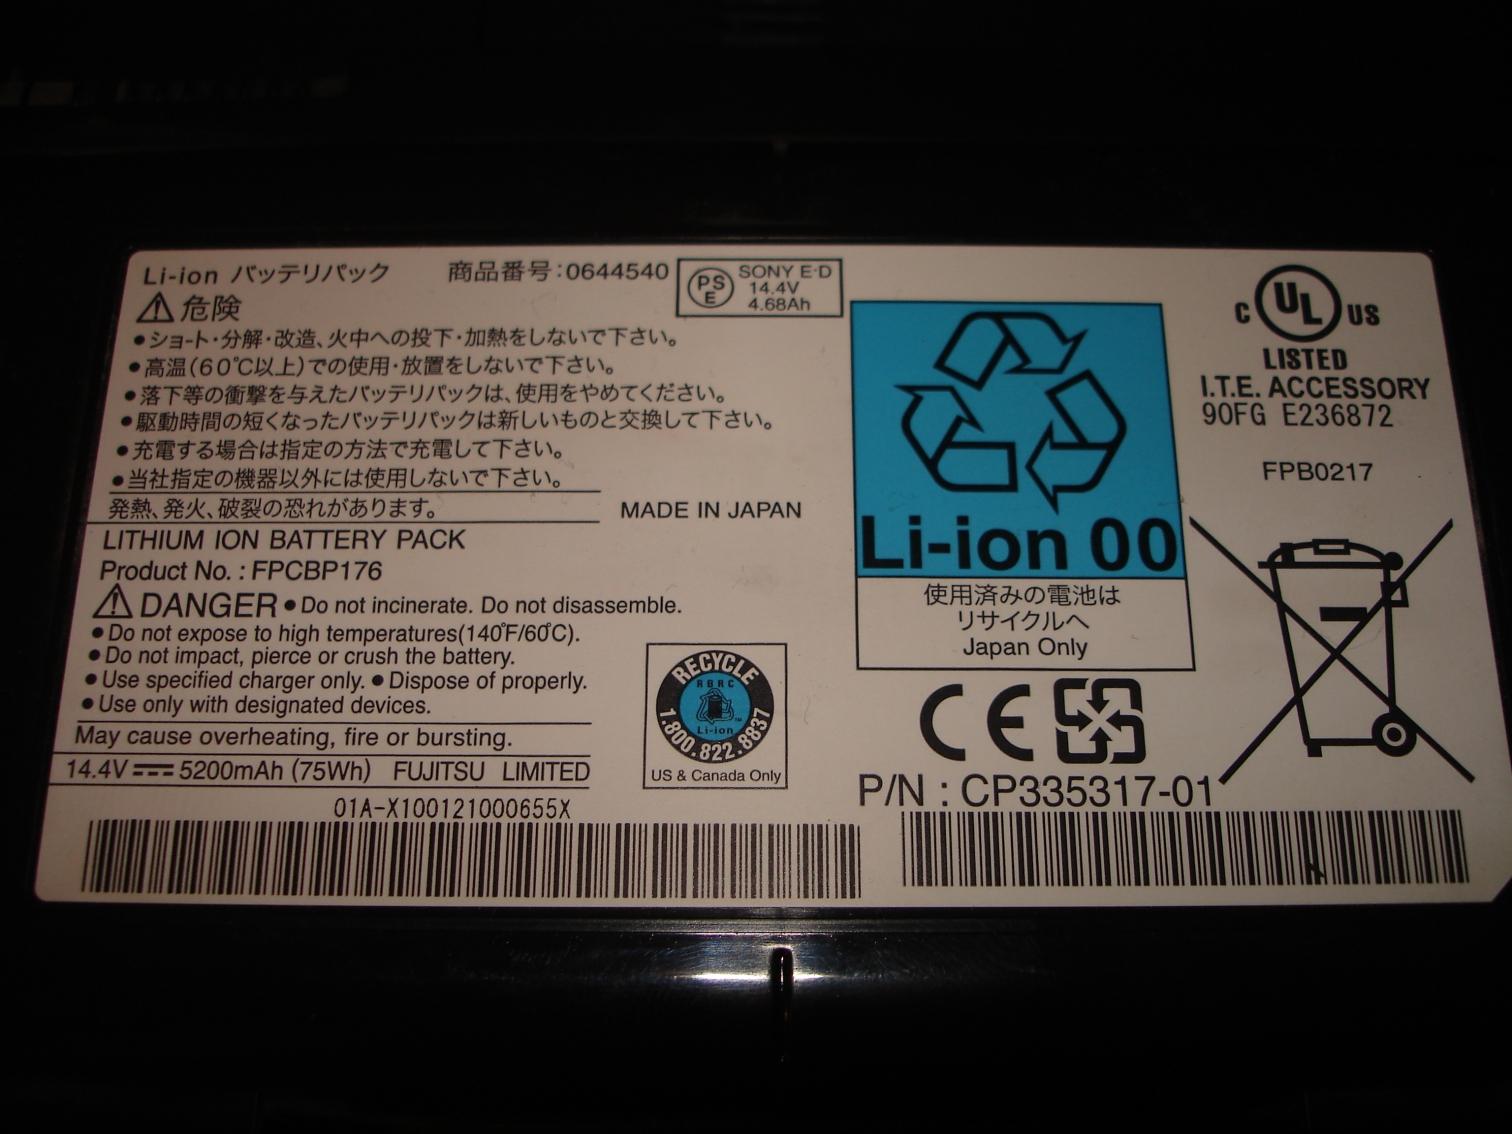 Li-ion バッテリパック 商品番号:0644540
PS
E
SONY E·D
14.4V
4.68Ah
⚠危険
●ショート・分解・改造、火中への投下・加熱をしないで下さい。
●高温(60℃以上)での使用・放置をしないで下さい。
●落下等の衝撃を与えたバッテリパックは、使用をやめてください。
●駆動時間の短くなったバッテリパックは新しいものと交換して下さい。
●充電する場合は指定の方法で充電して下さい。
●当社指定の機器以外には使用しないで下さい。
発熱、発火、破裂の恐れがあります。
MADE IN JAPAN
LITHIUM ION BATTERY PACK
Product No. : FPCBP176
⚠DANGER ●Do not incinerate. Do not disassemble.
●Do not expose to high temperatures(140°F/60°C).
●Do not impact, pierce or crush the battery.
●Use specified charger only. ●Dispose of properly.
●Use only with designated devices.
May cause overheating, fire or bursting.
14.4V 5200mAh (75Wh) FUJITSU LIMITED
01A-X100121000655X
RECYCLE
RBRC
Li-ion
1.800.822.8837
US & Canada Only
Li-ion 00
使用済みの電池は
リサイクルへ
Japan Only
CE
P/N : CP335317-01
C UL US
LISTED
I.T.E. ACCESSORY
90FG E236872
FPB0217